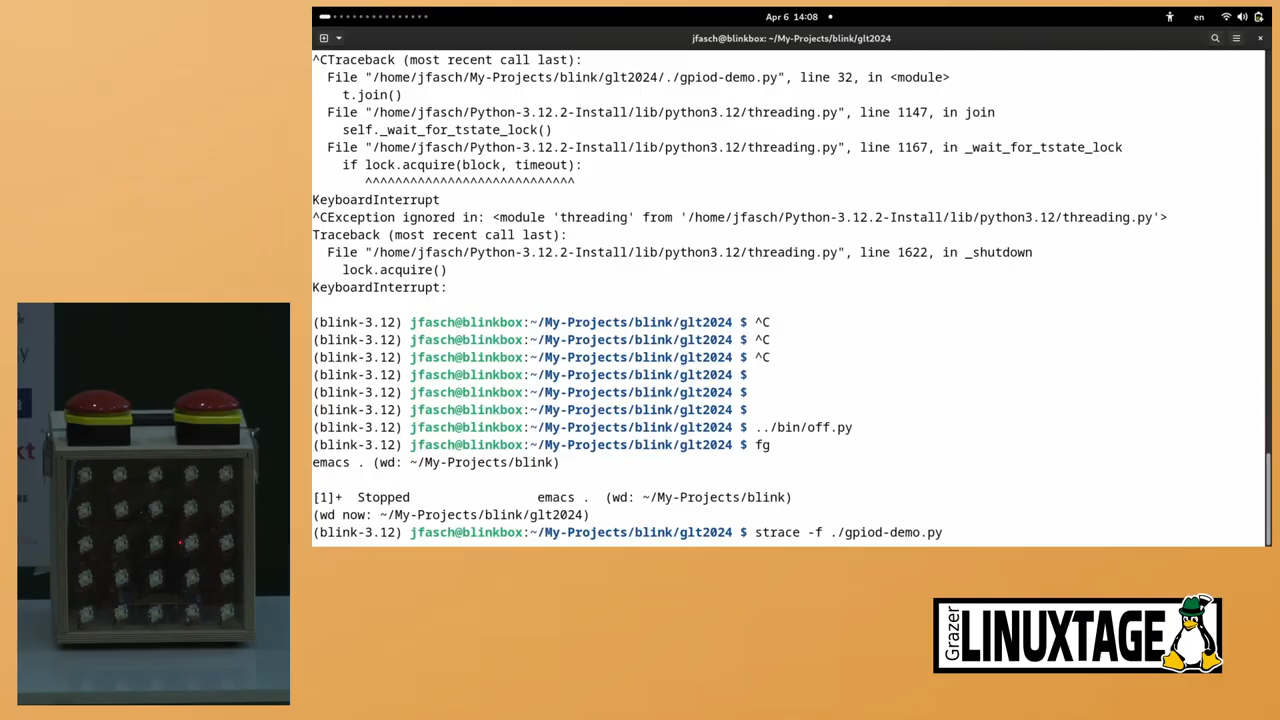 Apr 6 14:08
en
jfasch@blinkbox: ~/My-Projects/blink/glt2024
^CTraceback (most recent call last):
  File "/home/jfasch/My-Projects/blink/glt2024/./gpiod-demo.py", line 32, in <module>
    t.join()
  File "/home/jfasch/Python-3.12.2-Install/lib/python3.12/threading.py", line 1147, in join
    self._wait_for_tstate_lock()
  File "/home/jfasch/Python-3.12.2-Install/lib/python3.12/threading.py", line 1167, in _wait_for_tstate_lock
    if lock.acquire(block, timeout):
       ^^^^^^^^^^^^^^^^^^^^^^^^^^^^
KeyboardInterrupt
^CException ignored in: <module 'threading' from '/home/jfasch/Python-3.12.2-Install/lib/python3.12/threading.py'>
Traceback (most recent call last):
  File "/home/jfasch/Python-3.12.2-Install/lib/python3.12/threading.py", line 1622, in _shutdown
    lock.acquire()
KeyboardInterrupt:
(blink-3.12) jfasch@blinkbox:~/My-Projects/blink/glt2024 $ ^C
(blink-3.12) jfasch@blinkbox:~/My-Projects/blink/glt2024 $ ^C
(blink-3.12) jfasch@blinkbox:~/My-Projects/blink/glt2024 $ ^C
(blink-3.12) jfasch@blinkbox:~/My-Projects/blink/glt2024 $
(blink-3.12) jfasch@blinkbox:~/My-Projects/blink/glt2024 $
(blink-3.12) jfasch@blinkbox:~/My-Projects/blink/glt2024 $
(blink-3.12) jfasch@blinkbox:~/My-Projects/blink/glt2024 $ ../bin/off.py
(blink-3.12) jfasch@blinkbox:~/My-Projects/blink/glt2024 $ fg
emacs . (wd: ~/My-Projects/blink)
[1]+  Stopped                 emacs .  (wd: ~/My-Projects/blink)
(wd now: ~/My-Projects/blink/glt2024)
(blink-3.12) jfasch@blinkbox:~/My-Projects/blink/glt2024 $ strace -f ./gpiod-demo.py
Grazer
LINUXTAGE